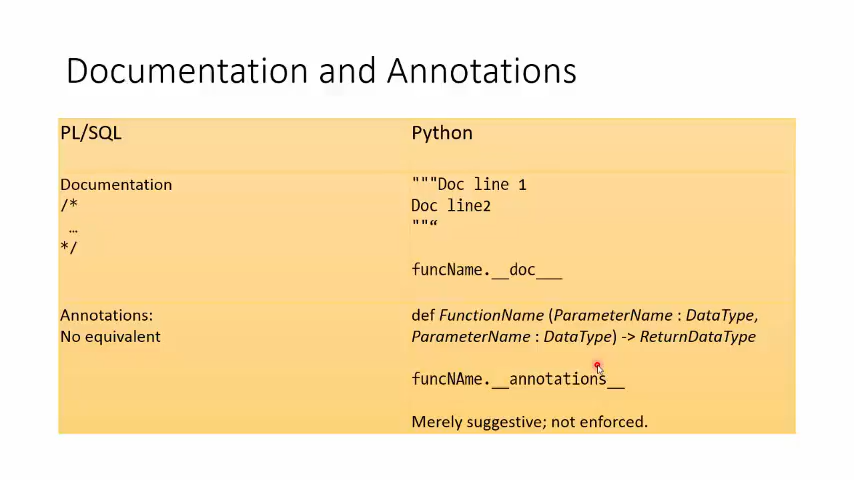 Documentation and Annotations
PL/SQL
Python
Documentation
/*
…
*/
"""Doc line 1
Doc line2
""“
funcName.__doc___
Annotations:
No equivalent
def FunctionName (ParameterName : DataType,
ParameterName : DataType) -> ReturnDataType
funcNAme.__annotations__
Merely suggestive; not enforced.